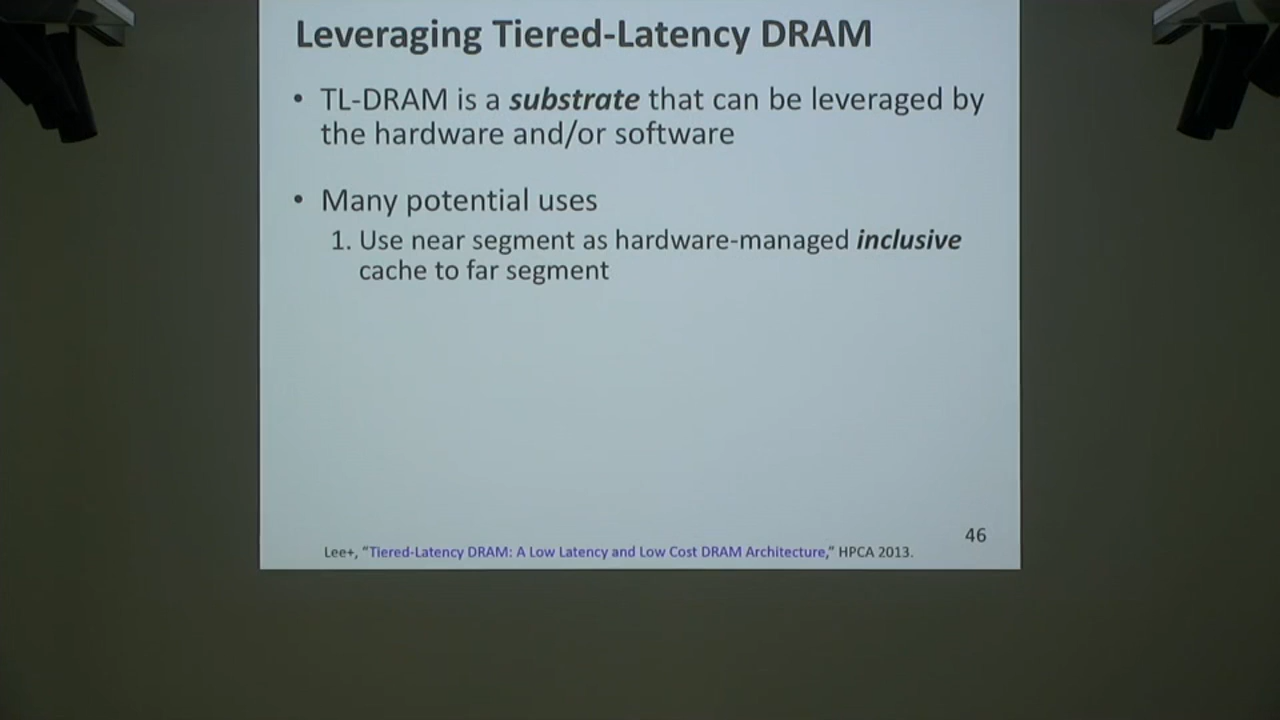 Leveraging Tiered-Latency DRAM
• TL-DRAM is a substrate that can be leveraged by
the hardware and/or software
• Many potential uses
1. Use near segment as hardware-managed inclusive
cache to far segment
46
Lee+, “Tiered-Latency DRAM: A Low Latency and Low Cost DRAM Architecture,” HPCA 2013.